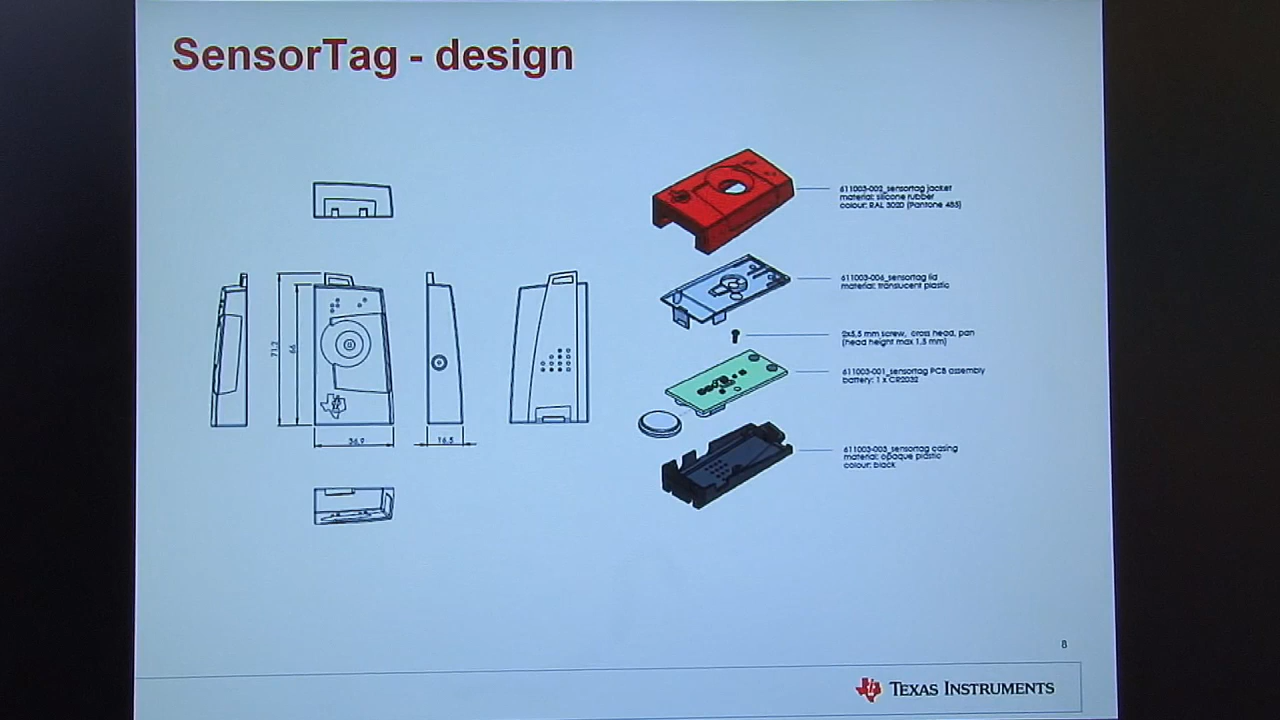 SensorTag - design
611003-002_sensortag jacket
material: silicone rubber
colour: RAL 3020 (Pantone 485)
611003-006_sensortag lid
material: translucent plastic
2x5,5 mm screw, cross head, pan
(head height max 1,5 mm)
611003-001_sensortag PCB assembly
battery: 1 x CR2032
611003-003_sensortag casing
material: opaque plastic
colour: black
71,2
66
36,9
16,5
8
TEXAS INSTRUMENTS